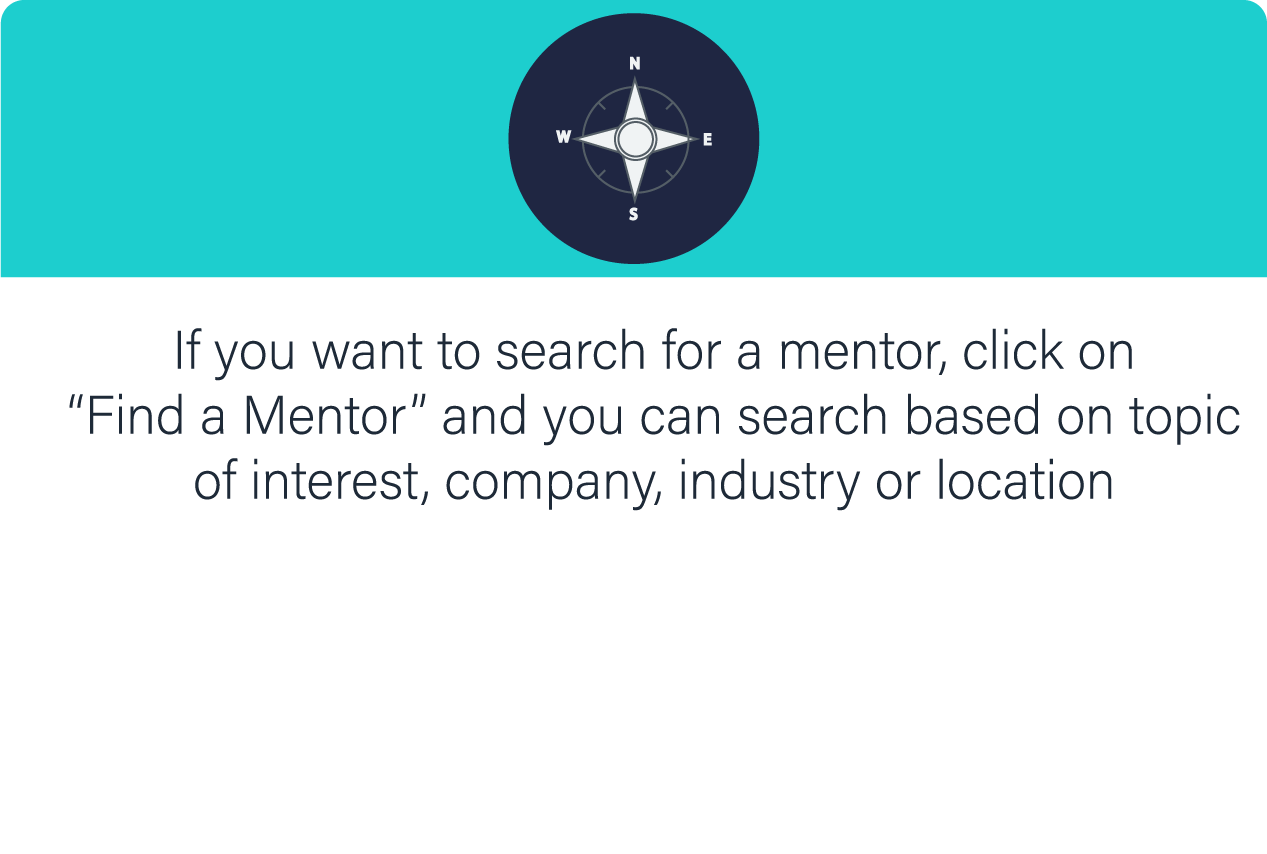 N
W
E
S
If you want to search for a mentor, click on
“Find a Mentor” and you can search based on topic
of interest, company, industry or location